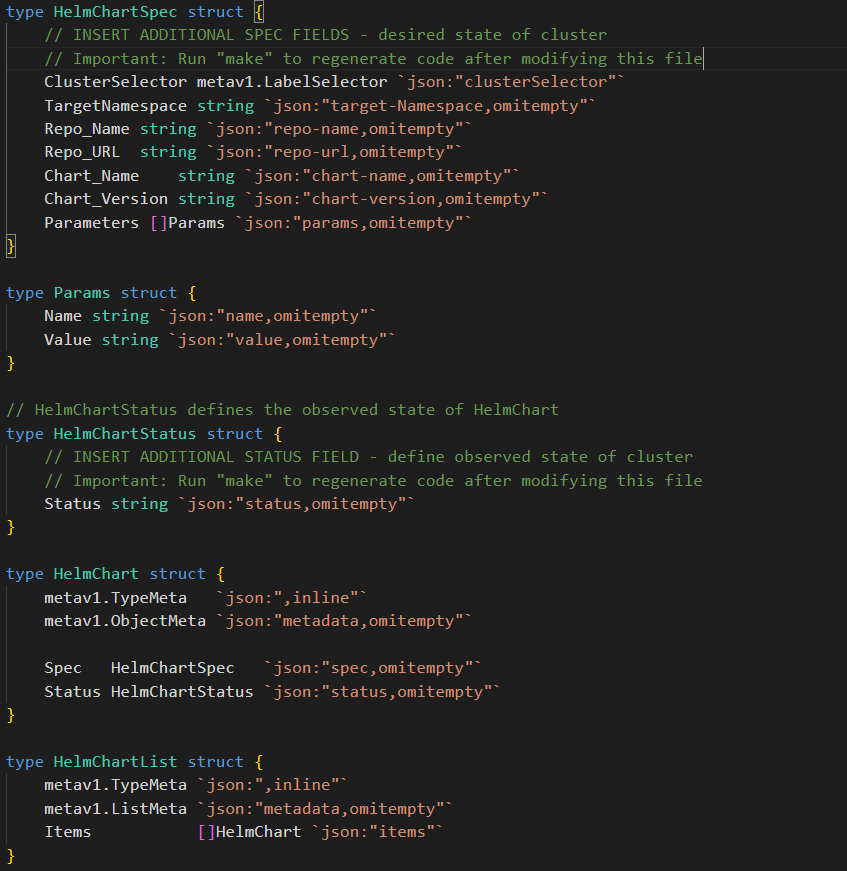 type HelmChartSpec struct {
    // INSERT ADDITIONAL SPEC FIELDS - desired state of cluster
    // Important: Run "make" to regenerate code after modifying this file
    ClusterSelector metav1.LabelSelector `json:"clusterSelector"`
    TargetNamespace string `json:"target-Namespace,omitempty"`
    Repo_Name string `json:"repo-name,omitempty"`
    Repo_URL  string `json:"repo-url,omitempty"`
    Chart_Name    string `json:"chart-name,omitempty"`
    Chart_Version string `json:"chart-version,omitempty"`
    Parameters []Params `json:"params,omitempty"`
}

type Params struct {
    Name string `json:"name,omitempty"`
    Value string `json:"value,omitempty"`
}

// HelmChartStatus defines the observed state of HelmChart
type HelmChartStatus struct {
    // INSERT ADDITIONAL STATUS FIELD - define observed state of cluster
    // Important: Run "make" to regenerate code after modifying this file
    Status string `json:"status,omitempty"`
}

type HelmChart struct {
    metav1.TypeMeta   `json:",inline"`
    metav1.ObjectMeta `json:"metadata,omitempty"`

    Spec   HelmChartSpec   `json:"spec,omitempty"`
    Status HelmChartStatus `json:"status,omitempty"`
}

type HelmChartList struct {
    metav1.TypeMeta `json:",inline"`
    metav1.ListMeta `json:"metadata,omitempty"`
    Items           []HelmChart `json:"items"`
}